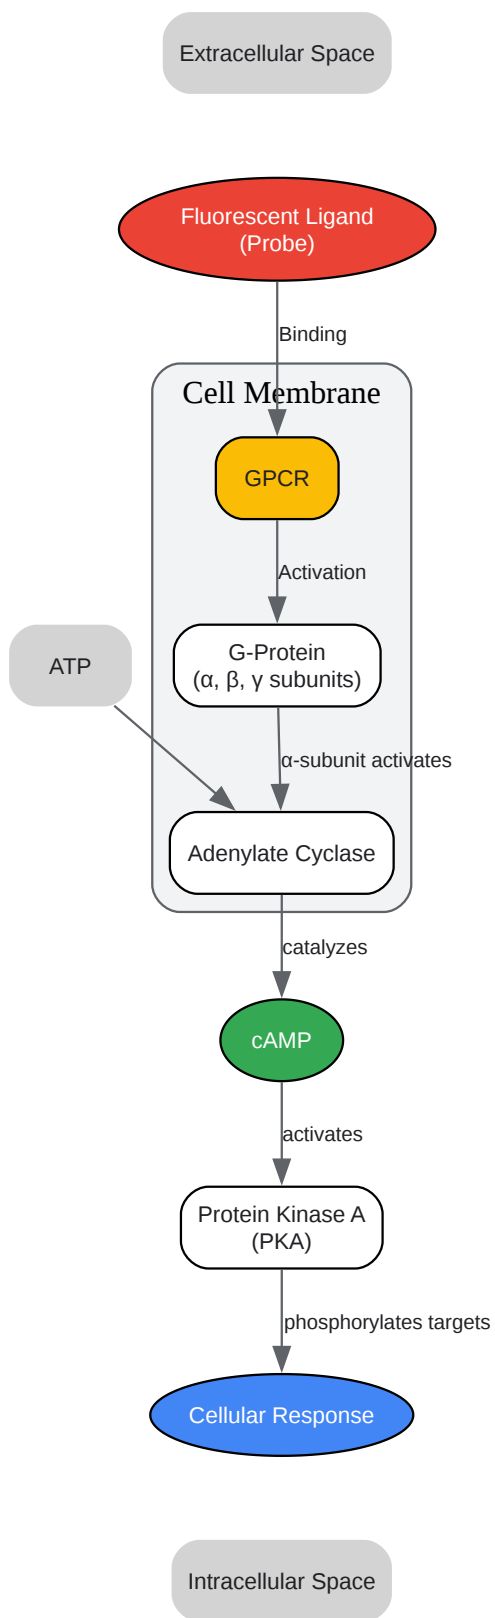 Extracellular Space
Fluorescent Ligand
(Probe)
Binding
Cell Membrane
GPCR
Activation
G-Protein
(α, β, γ subunits)
ATP
α-subunit activates
Adenylate Cyclase
catalyzes
cAMP
activates
Protein Kinase A
(PKA)
phosphorylates targets
Cellular Response
Intracellular Space